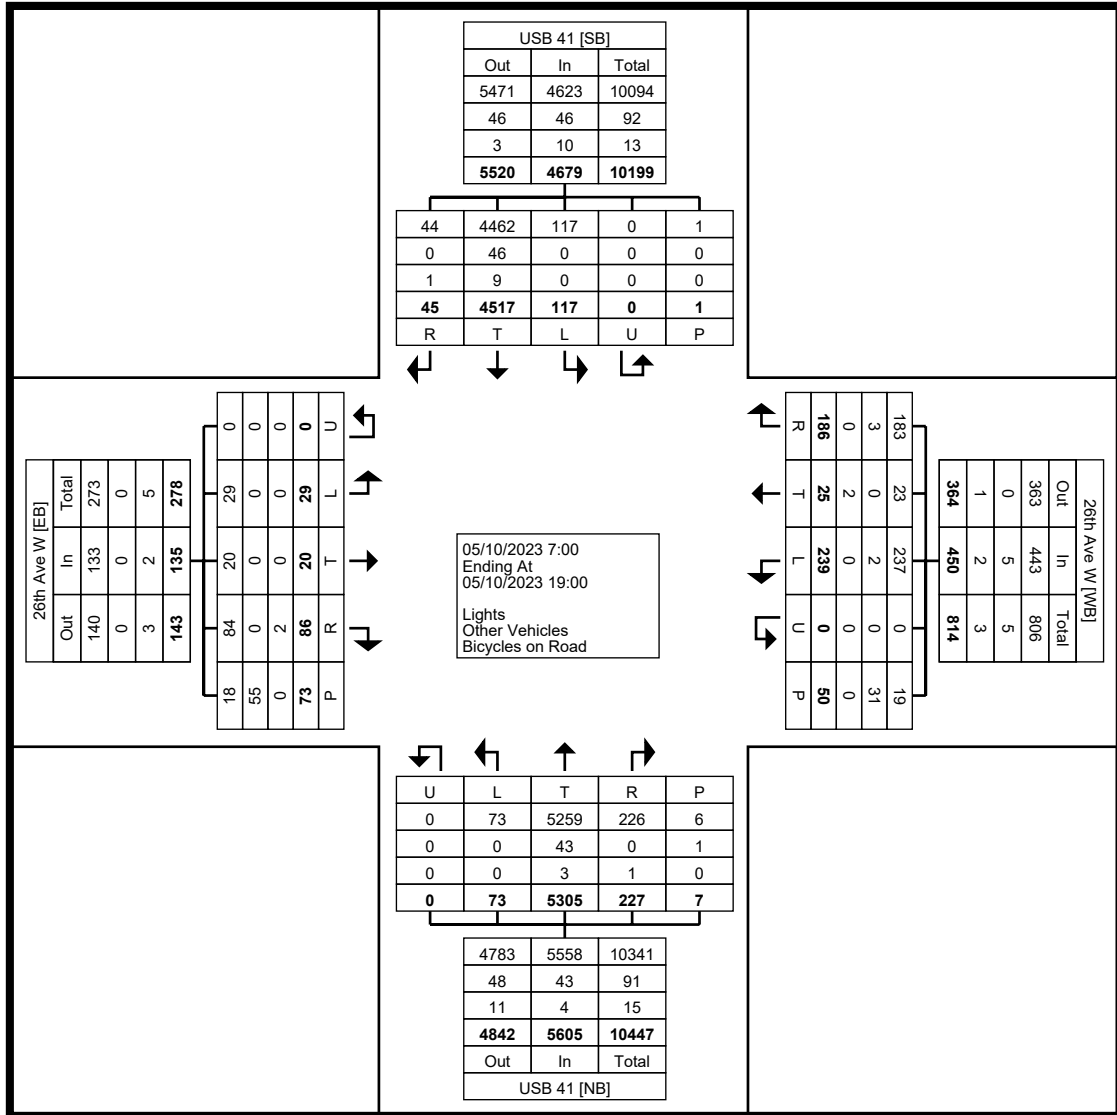 USB 41 [SB]
Out In Total
5471 4623 10094
46 46 92
3 10 13
5520 4679 10199
44 4462 117 0 1
0 46 0 0 0
1 9 0 0 0
45 4517 117 0 1
R T L U P
26th Ave W [EB]
Total 273 0 5 278
In 133 0 2 135
Out 140 0 3 143
0 0 0 0 U
29 0 0 29 L
20 0 0 20 T
84 0 2 86 R
18 55 0 73 P
05/10/2023 7:00
Ending At
05/10/2023 19:00
Lights
Other Vehicles
Bicycles on Road
R 186 0 3 183
T 25 2 0 23
L 239 0 2 237
U 0 0 0 0
P 50 0 31 19
364 1 0 363 Out
450 2 5 443 In
814 3 5 806 Total
26th Ave W [WB]
U L T R P
0 73 5259 226 6
0 0 43 0 1
0 0 3 1 0
0 73 5305 227 7
4783 5558 10341
48 43 91
11 4 15
4842 5605 10447
Out In Total
USB 41 [NB]